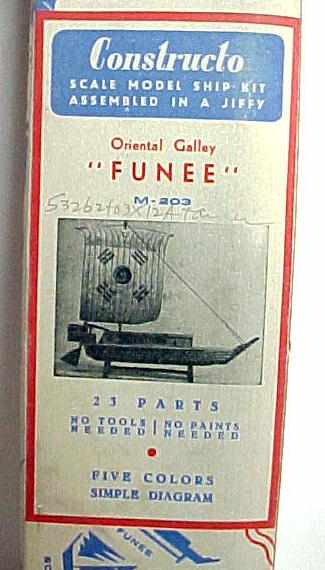 Constructo
SCALE MODEL SHIP-KIT
ASSEMBLED IN A JIFFY
Oriental Galley
"FUNEE"
M-203
23 PARTS
NO TOOLS | NO PAINTS
NEEDED | NEEDED
FIVE COLORS
SIMPLE DIAGRAM
FUNEE